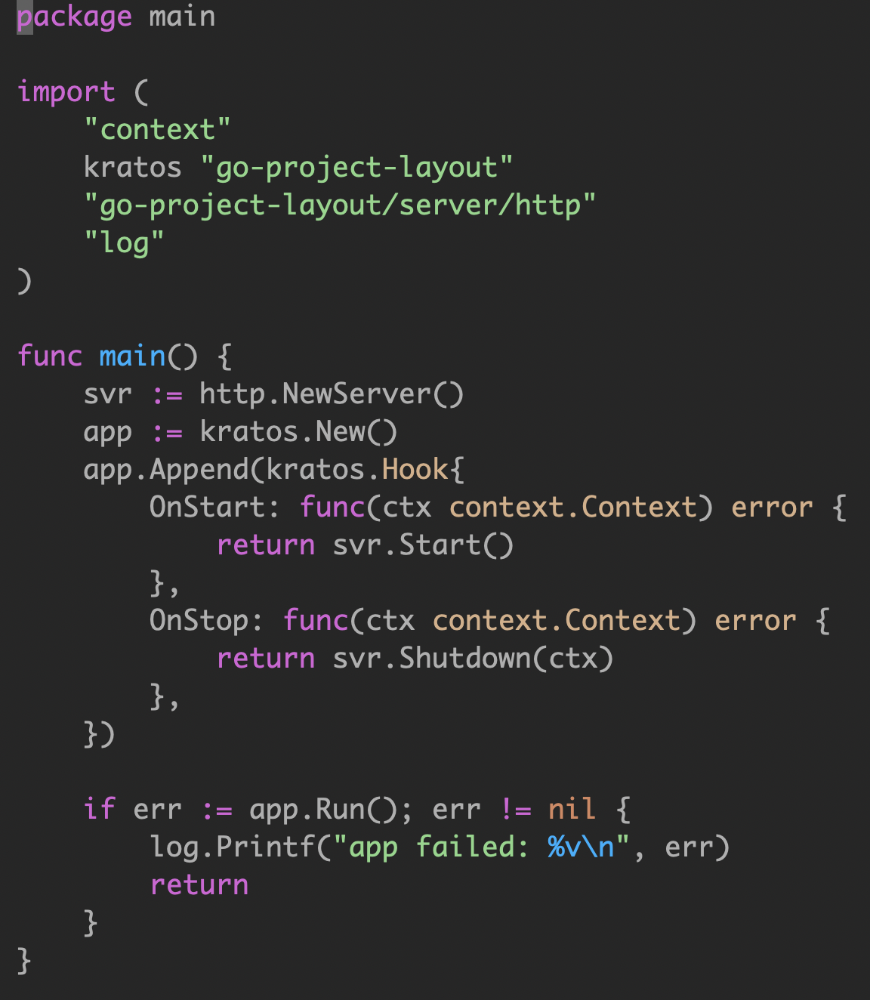 package main

import (
    "context"
    kratos "go-project-layout"
    "go-project-layout/server/http"
    "log"
)

func main() {
    svr := http.NewServer()
    app := kratos.New()
    app.Append(kratos.Hook{
        OnStart: func(ctx context.Context) error {
            return svr.Start()
        },
        OnStop: func(ctx context.Context) error {
            return svr.Shutdown(ctx)
        },
    })

    if err := app.Run(); err != nil {
        log.Printf("app failed: %v\n", err)
        return
    }
}